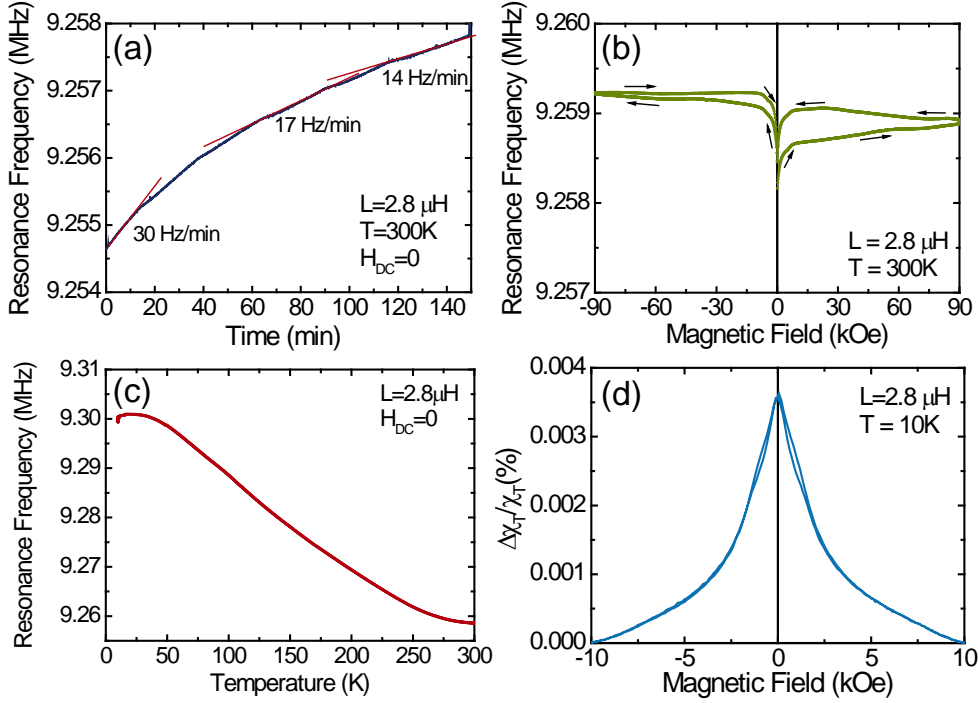 (a)
9.258
9.257
9.256
9.255
9.254
0 20 40 60 80 100 120 140
Time (min)
Resonance Frequency (MHz)
14 Hz/min
17 Hz/min
30 Hz/min
L=2.8 μH
T=300K
H_DC=0
(b)
9.260
9.259
9.258
9.257
-90 -60 -30 0 30 60 90
Magnetic Field (kOe)
Resonance Frequency (MHz)
L = 2.8 μH
T = 300K
(c)
9.31
9.30
9.29
9.28
9.27
9.26
0 50 100 150 200 250 300
Temperature (K)
Resonance Frequency (MHz)
L=2.8μH
H_DC=0
(d)
0.004
0.003
0.002
0.001
0.000
-10 -5 0 5 10
Magnetic Field (kOe)
Δχ_T/χ_T(%)
L=2.8 μH
T = 10K